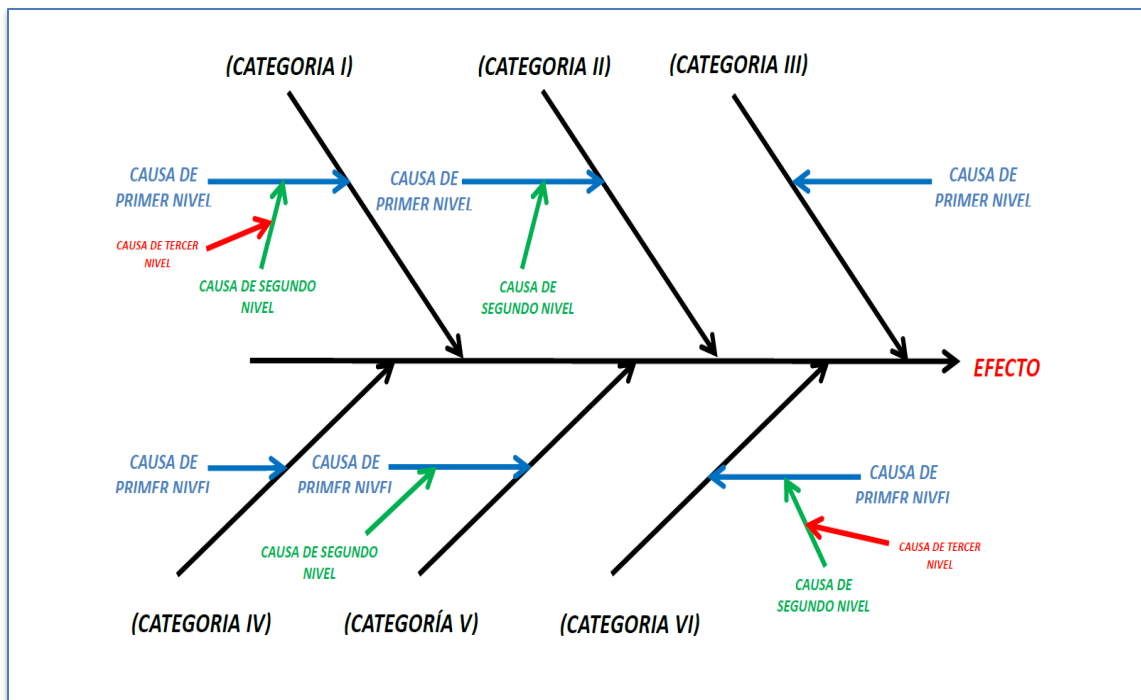 (CATEGORIA I)
(CATEGORIA II)
(CATEGORIA III)
CAUSA DE
PRIMER NIVEL
CAUSA DE
PRIMER NIVEL
CAUSA DE
PRIMER NIVEL
CAUSA DE TERCER
NIVEL
CAUSA DE SEGUNDO
NIVEL
CAUSA DE
SEGUNDO NIVEL
EFECTO
CAUSA DE
PRIMER NIVEL
CAUSA DE
PRIMER NIVEL
CAUSA DE
PRIMER NIVEL
CAUSA DE SEGUNDO
NIVEL
CAUSA DE TERCER
NIVEL
CAUSA DE
SEGUNDO NIVEL
(CATEGORIA IV)
(CATEGORÍA V)
(CATEGORIA VI)